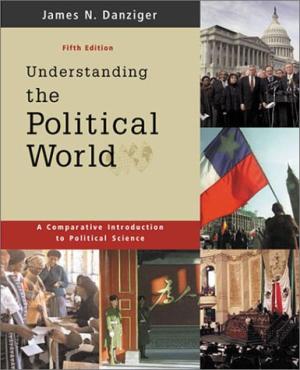 James N. Danziger
Fifth Edition
Understanding
the
Political
World
A Comparative Introduction
to Political Science